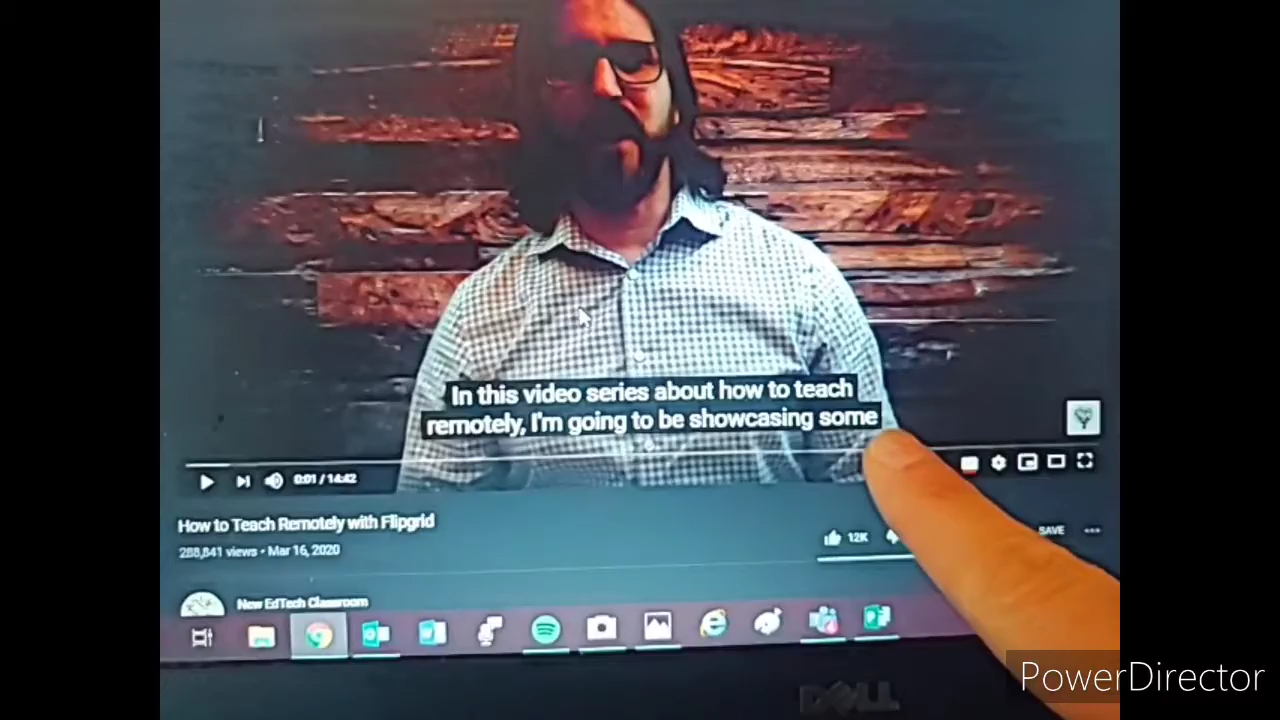 In this video series about how to teach
remotely, I'm going to be showcasing some
0:01 / 14:42
How to Teach Remotely with Flipgrid
288,841 views • Mar 16, 2020
12K
SAVE
New EdTech Classroom
DELL
PowerDirector